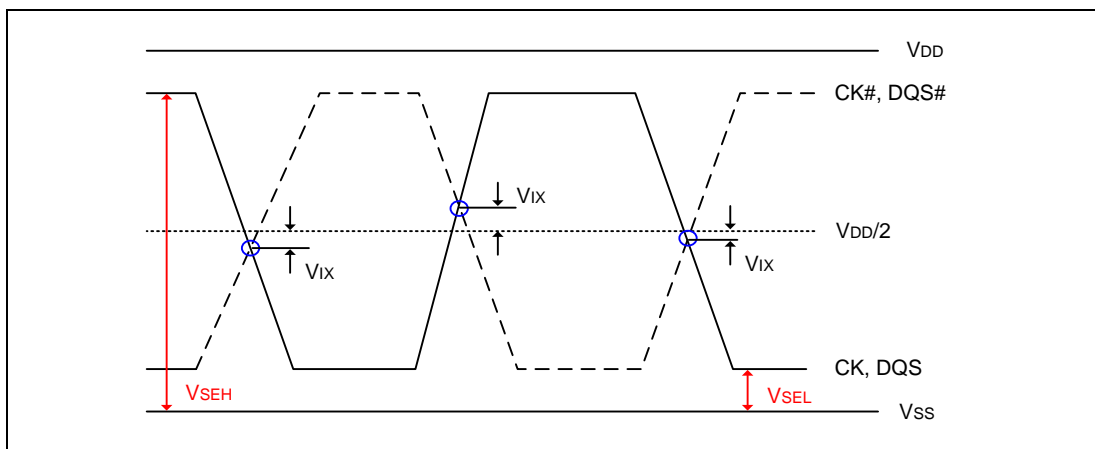 VDD
CK#, DQS#
VIX
VDD/2
VIX
VIX
CK, DQS
VSEH
VSEL
VSS